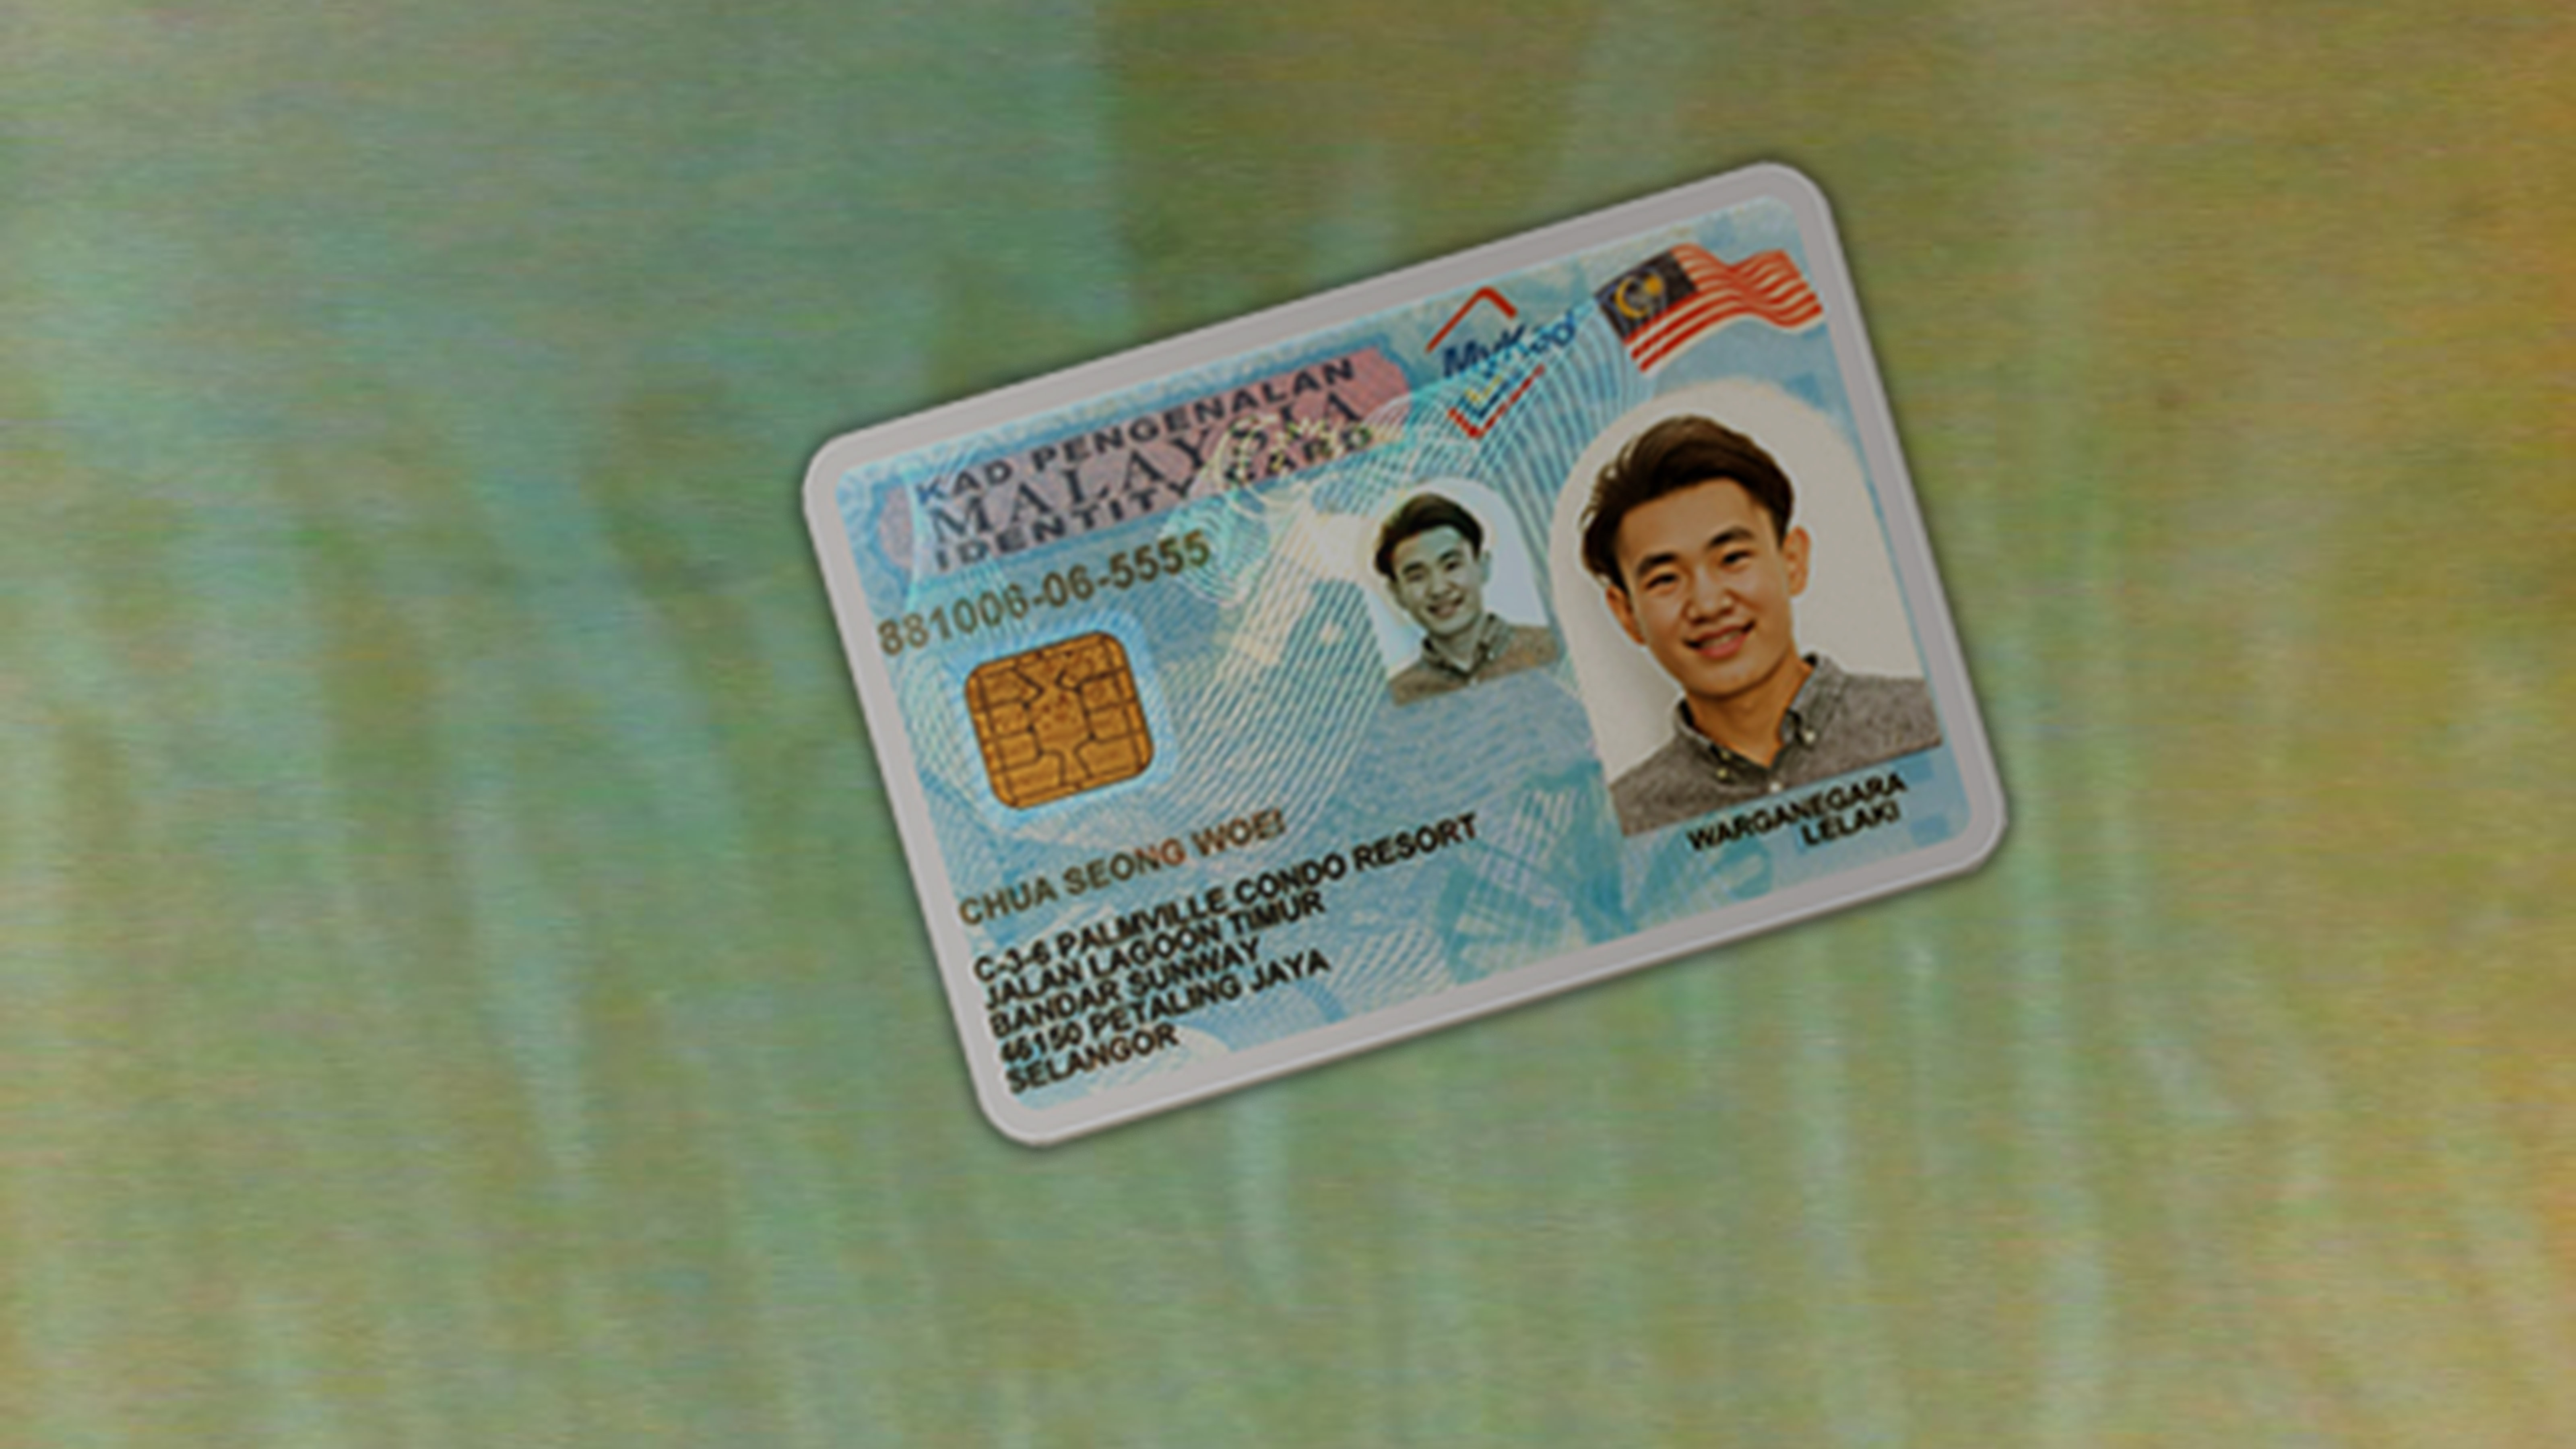 KAD PENGENALAN
MALAYSIA
IDENTITY CARD
MyKad
881006-06-5555
CHUA SEONG WOEI
C-3-6 PALMVILLE CONDO RESORT
JALAN LAGOON TIMUR
BANDAR SUNWAY
46150 PETALING JAYA
SELANGOR
WARGANEGARA
LELAKI